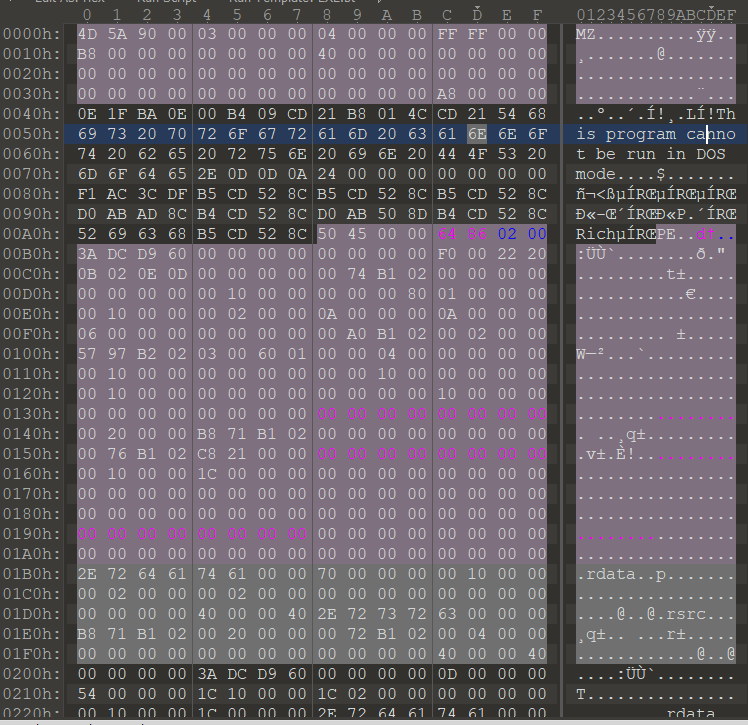 Edit As: Hex Run Script Run Template: EXE.bt
0 1 2 3 4 5 6 7 8 9 A B C D E F 0123456789ABCDEF
0000h: 4D 5A 90 00 03 00 00 00 04 00 00 00 FF FF 00 00 MZ..........ÿÿ..
0010h: B8 00 00 00 00 00 00 00 40 00 00 00 00 00 00 00 ¸.......@.......
0020h: 00 00 00 00 00 00 00 00 00 00 00 00 00 00 00 00 ................
0030h: 00 00 00 00 00 00 00 00 00 00 00 00 A8 00 00 00 ............¨...
0040h: 0E 1F BA 0E 00 B4 09 CD 21 B8 01 4C CD 21 54 68 ..º..´.Í!¸.LÍ!Th
0050h: 69 73 20 70 72 6F 67 72 61 6D 20 63 61 6E 6E 6F is program canno
0060h: 74 20 62 65 20 72 75 6E 20 69 6E 20 44 4F 53 20 t be run in DOS
0070h: 6D 6F 64 65 2E 0D 0D 0A 24 00 00 00 00 00 00 00 mode....$.......
0080h: F1 AC 3C DF B5 CD 52 8C B5 CD 52 8C B5 CD 52 8C ñ¬<ßµÍRŒµÍRŒµÍRŒ
0090h: D0 AB AD 8C B4 CD 52 8C D0 AB 50 8D B4 CD 52 8C Ð«-Œ´ÍRŒÐ«P.´ÍRŒ
00A0h: 52 69 63 68 B5 CD 52 8C 50 45 00 00 64 86 02 00 RichµÍRŒPE..d†..
00B0h: 3A DC D9 60 00 00 00 00 00 00 00 00 F0 00 22 20 :ÜÙ`........ð."
00C0h: 0B 02 0E 0D 00 00 00 00 00 74 B1 02 00 00 00 00 .........t±.....
00D0h: 00 00 00 00 00 10 00 00 00 00 00 80 01 00 00 00 ...........€....
00E0h: 00 10 00 00 00 02 00 00 0A 00 00 00 0A 00 00 00 ................
00F0h: 06 00 00 00 00 00 00 00 00 A0 B1 02 00 02 00 00 ......... ±.....
0100h: 57 97 B2 02 03 00 60 01 00 00 04 00 00 00 00 00 W—²...`.........
0110h: 00 10 00 00 00 00 00 00 00 00 10 00 00 00 00 00 ................
0120h: 00 10 00 00 00 00 00 00 00 00 00 00 10 00 00 00 ................
0130h: 00 00 00 00 00 00 00 00 00 00 00 00 00 00 00 00 ................
0140h: 00 20 00 00 B8 71 B1 02 00 00 00 00 00 00 00 00 . ..¸q±.........
0150h: 00 76 B1 02 C8 21 00 00 00 00 00 00 00 00 00 00 .v±.È!..........
0160h: 00 10 00 00 1C 00 00 00 00 00 00 00 00 00 00 00 ................
0170h: 00 00 00 00 00 00 00 00 00 00 00 00 00 00 00 00 ................
0180h: 00 00 00 00 00 00 00 00 00 00 00 00 00 00 00 00 ................
0190h: 00 00 00 00 00 00 00 00 00 00 00 00 00 00 00 00 ................
01A0h: 00 00 00 00 00 00 00 00 00 00 00 00 00 00 00 00 ................
01B0h: 2E 72 64 61 74 61 00 00 70 00 00 00 00 10 00 00 .rdata..p.......
01C0h: 00 02 00 00 00 02 00 00 00 00 00 00 00 00 00 00 ................
01D0h: 00 00 00 00 40 00 00 40 2E 72 73 72 63 00 00 00 ....@..@.rsrc...
01E0h: B8 71 B1 02 00 20 00 00 00 72 B1 02 00 04 00 00 ¸q±.. ...r±.....
01F0h: 00 00 00 00 00 00 00 00 00 00 00 00 40 00 00 40 ............@..@
0200h: 00 00 00 00 3A DC D9 60 00 00 00 00 0D 00 00 00 ....:ÜÙ`........
0210h: 54 00 00 00 1C 10 00 00 1C 02 00 00 00 00 00 00 T...............
0220h: 00 10 00 00 1C 00 00 00 2E 72 64 61 74 61 00 00 .........rdata..